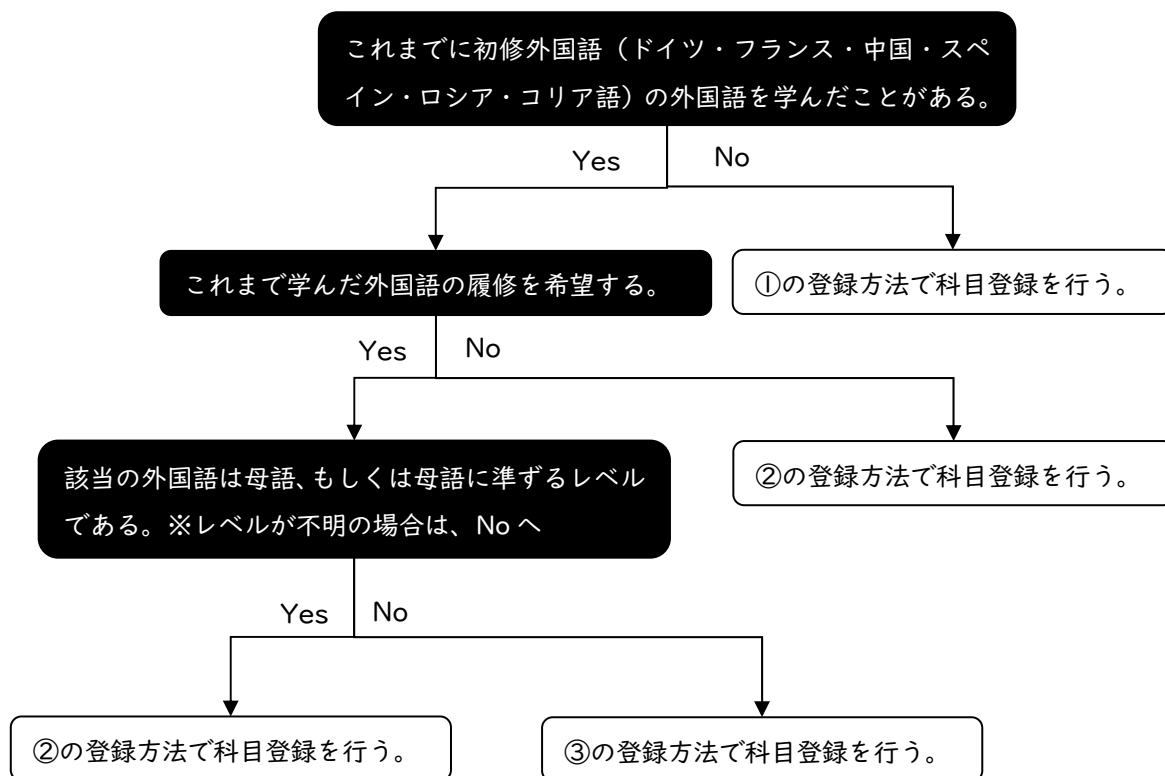 これまでに初修外国語（ドイツ・フランス・中国・スペ
イン・ロシア・コリア語）の外国語を学んだことがある。
Yes
No
これまで学んだ外国語の履修を希望する。
①の登録方法で科目登録を行う。
Yes
No
該当の外国語は母語、もしくは母語に準ずるレベル
である。※レベルが不明の場合は、No へ
②の登録方法で科目登録を行う。
Yes
No
②の登録方法で科目登録を行う。
③の登録方法で科目登録を行う。